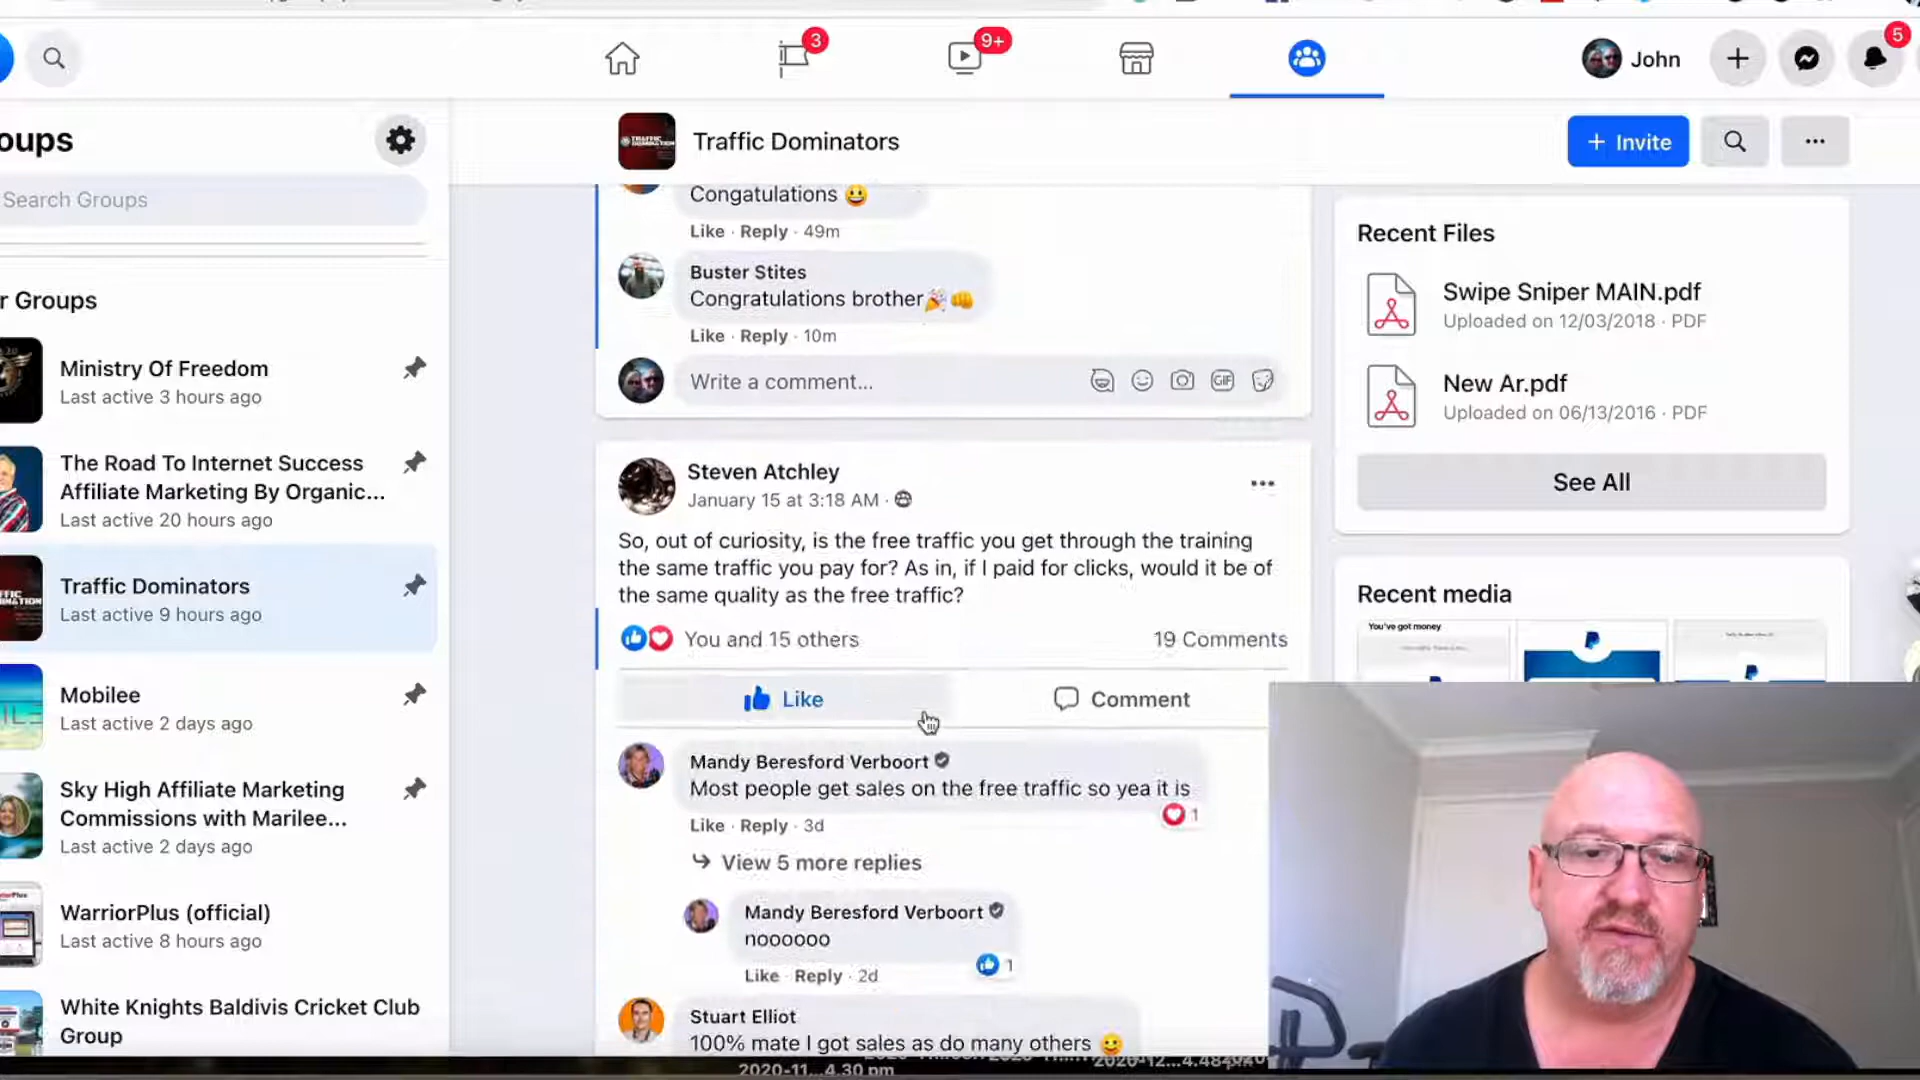 3
9+
5
John
oups
Search Groups
r Groups
Ministry Of Freedom
Last active 3 hours ago
The Road To Internet Success
Affiliate Marketing By Organic...
Last active 20 hours ago
Traffic Dominators
Last active 9 hours ago
Mobilee
Last active 2 days ago
Sky High Affiliate Marketing
Commissions with Marilee...
Last active 2 days ago
WarriorPlus (official)
Last active 8 hours ago
White Knights Baldivis Cricket Club
Group
Traffic Dominators
+ Invite
Congatulations 😀
Like · Reply · 49m
Buster Stites
Congratulations brother🎉👊
Like · Reply · 10m
Write a comment...
GIF
Steven Atchley
January 15 at 3:18 AM ·
So, out of curiosity, is the free traffic you get through the training
the same traffic you pay for? As in, if I paid for clicks, would it be of
the same quality as the free traffic?
You and 15 others
19 Comments
Like
Comment
Mandy Beresford Verboort
Most people get sales on the free traffic so yea it is
1
Like · Reply · 3d
View 5 more replies
Mandy Beresford Verboort
noooooo
1
Like · Reply · 2d
Stuart Elliot
100% mate I got sales as do many others 🙂
Recent Files
Swipe Sniper MAIN.pdf
Uploaded on 12/03/2018 · PDF
New Ar.pdf
Uploaded on 06/13/2016 · PDF
See All
Recent media
You've got money
2020-11...4.30 pm